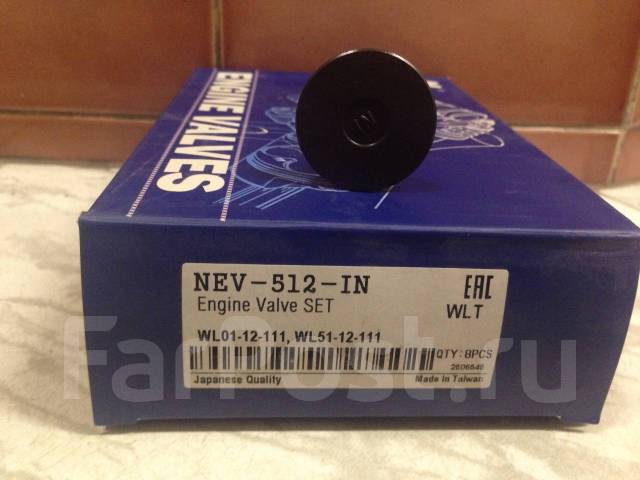 ENGINE VALVES
NEV-512-IN
EAC
Engine Valve SET
WLT
WL01-12-111, WL51-12-111
QTY: 8PCS
2606646
Japanese Quality
Made in Taiwan
FarPost.ru